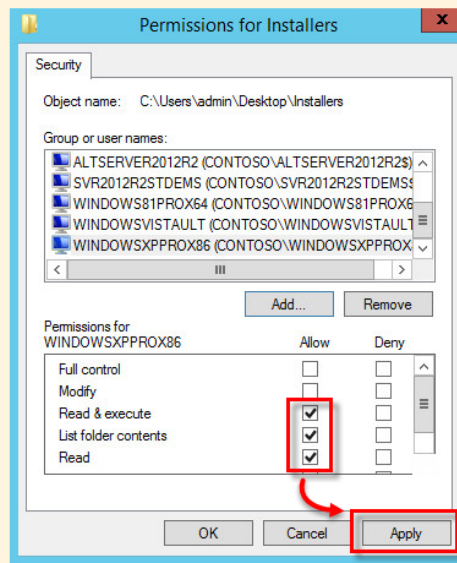 Permissions for Installers
x
Security
Object name: C:\Users\admin\Desktop\Installers
Group or user names:
ALTSERVER2012R2 (CONTOSO\ALTSERVER2012R2$)
SVR2012R2STDEMS (CONTOSO\SVR2012R2STDEMS$
WINDOWS81PROX64 (CONTOSO\WINDOWS81PROX6
WINDOWSVISTAULT (CONTOSO\WINDOWSVISTAULT
WINDOWSXPPROX86 (CONTOSO\WINDOWSXPPROX
Add... Remove
Permissions for
WINDOWSXPPROX86 Allow Deny
Full control
Modify
Read & execute
List folder contents
Read
OK Cancel Apply